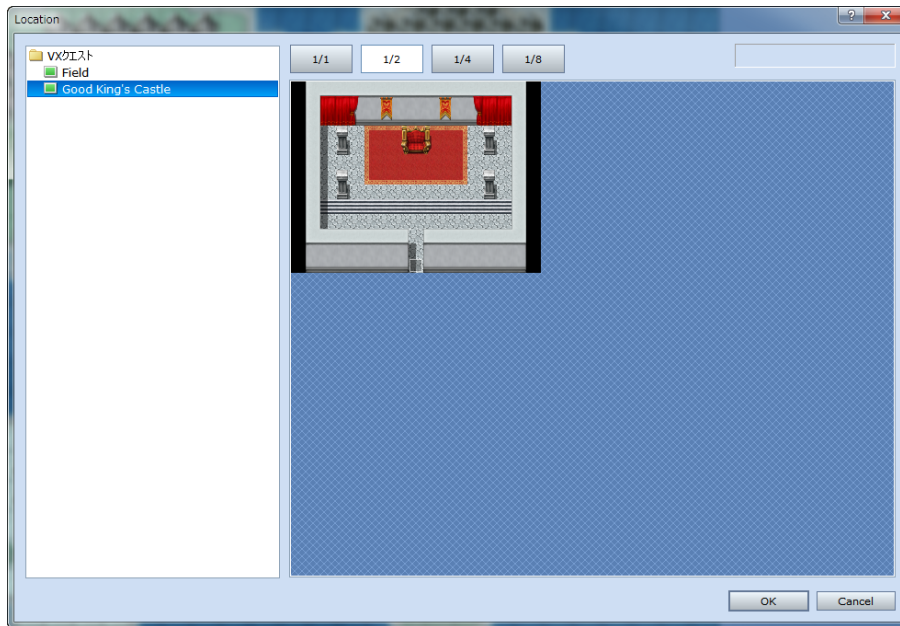 Location
VXクエスト
Field
Good King's Castle
1/1
1/2
1/4
1/8
OK
Cancel